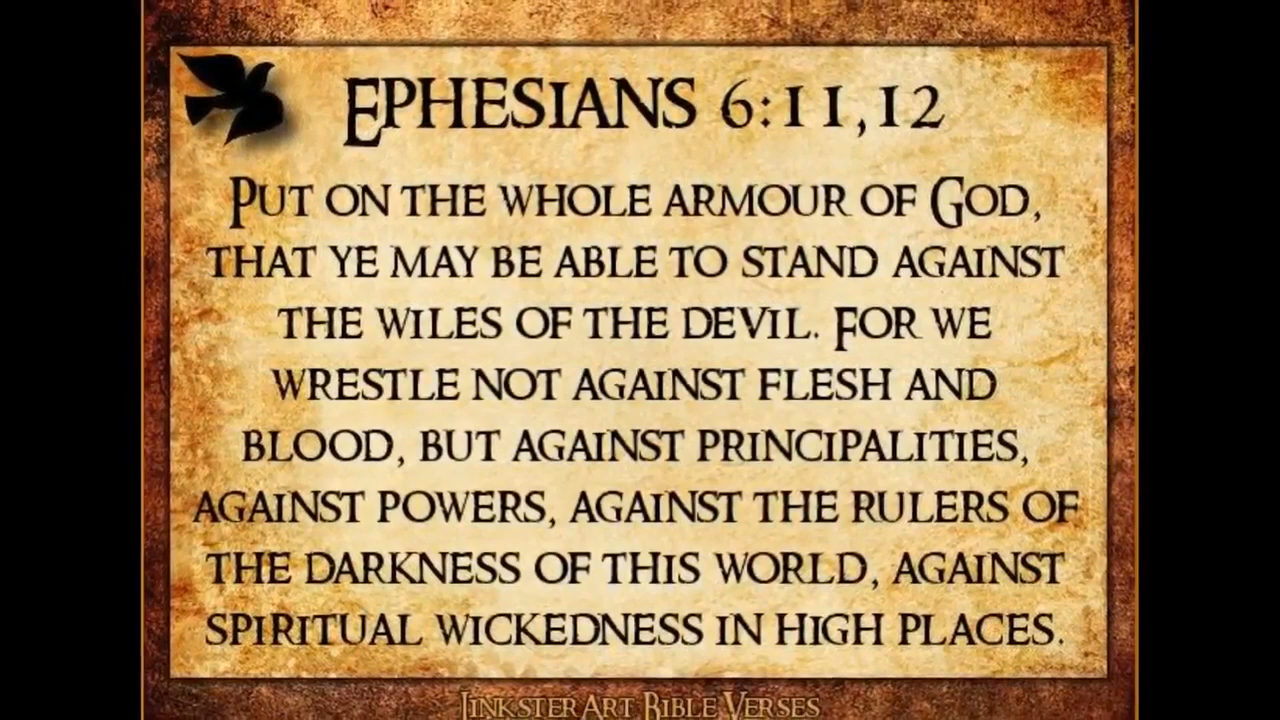 Ephesians 6:11,12
Put on the whole armour of God,
that ye may be able to stand against
the wiles of the devil. For we
wrestle not against flesh and
blood, but against principalities,
against powers, against the rulers of
the darkness of this world, against
spiritual wickedness in high places.
JinksterArt Bible Verses